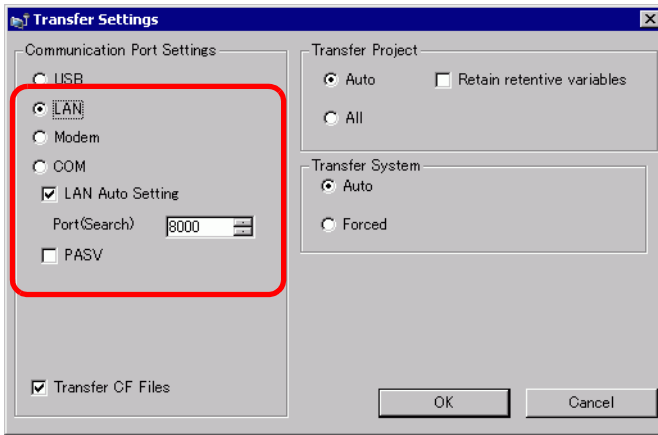 Transfer Settings
Communication Port Settings
USB
LAN
Modem
COM
LAN Auto Setting
Port(Search) 8000
PASV
Transfer CF Files
Transfer Project
Auto Retain retentive variables
All
Transfer System
Auto
Forced
OK Cancel